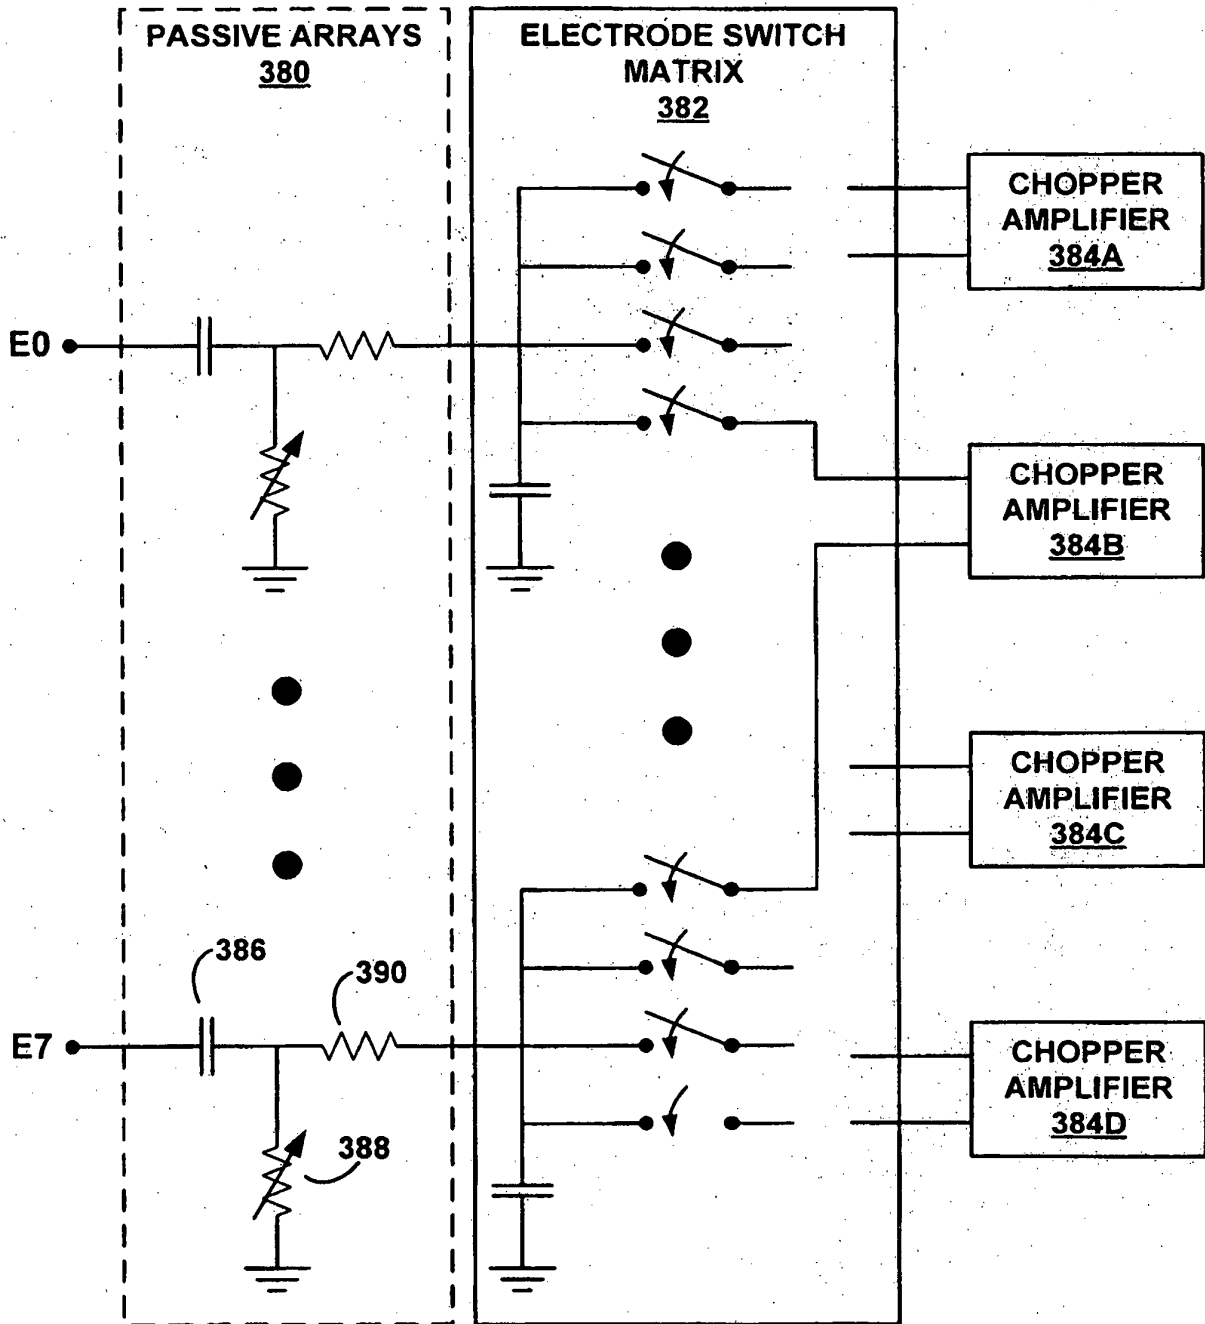 PASSIVE ARRAYS
380
ELECTRODE SWITCH
MATRIX
382
CHOPPER
AMPLIFIER
384A
E0
CHOPPER
AMPLIFIER
384B
CHOPPER
AMPLIFIER
384C
386
390
E7
CHOPPER
AMPLIFIER
384D
388